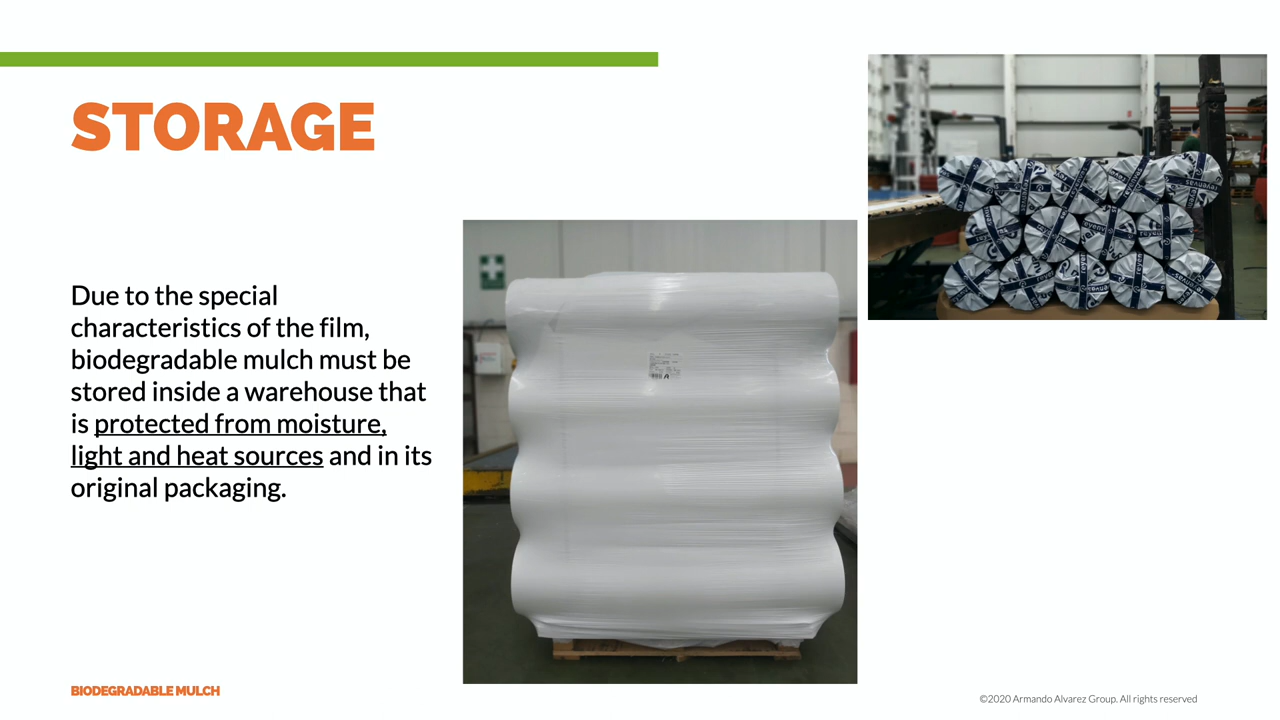 STORAGE
Due to the special
characteristics of the film,
biodegradable mulch must be
stored inside a warehouse that
is protected from moisture,
light and heat sources and in its
original packaging.
reyenvas
BIODEGRADABLE MULCH
©2020 Armando Alvarez Group. All rights reserved